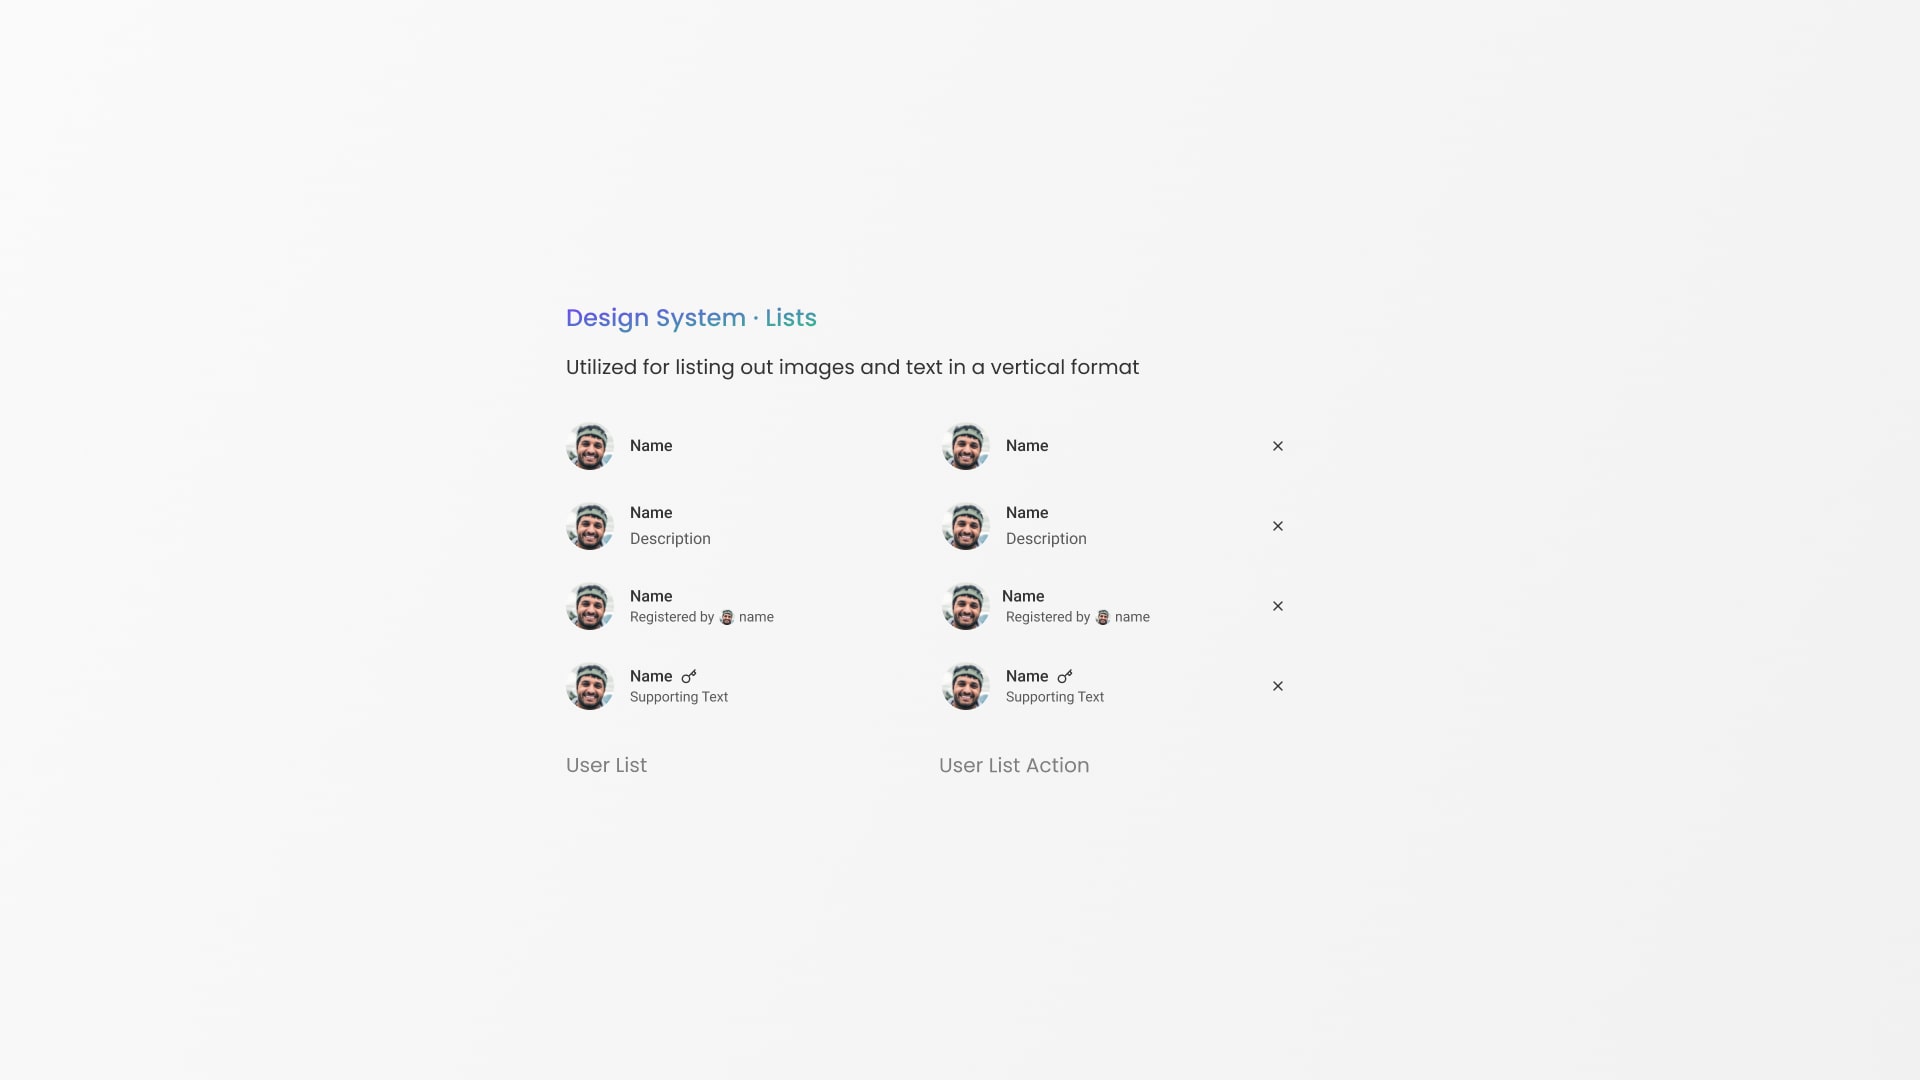 Design System · Lists
Utilized for listing out images and text in a vertical format
Name
Name
Description
Name
Registered by name
Name
Supporting Text
User List
Name
Name
Description
Name
Registered by name
Name
Supporting Text
User List Action